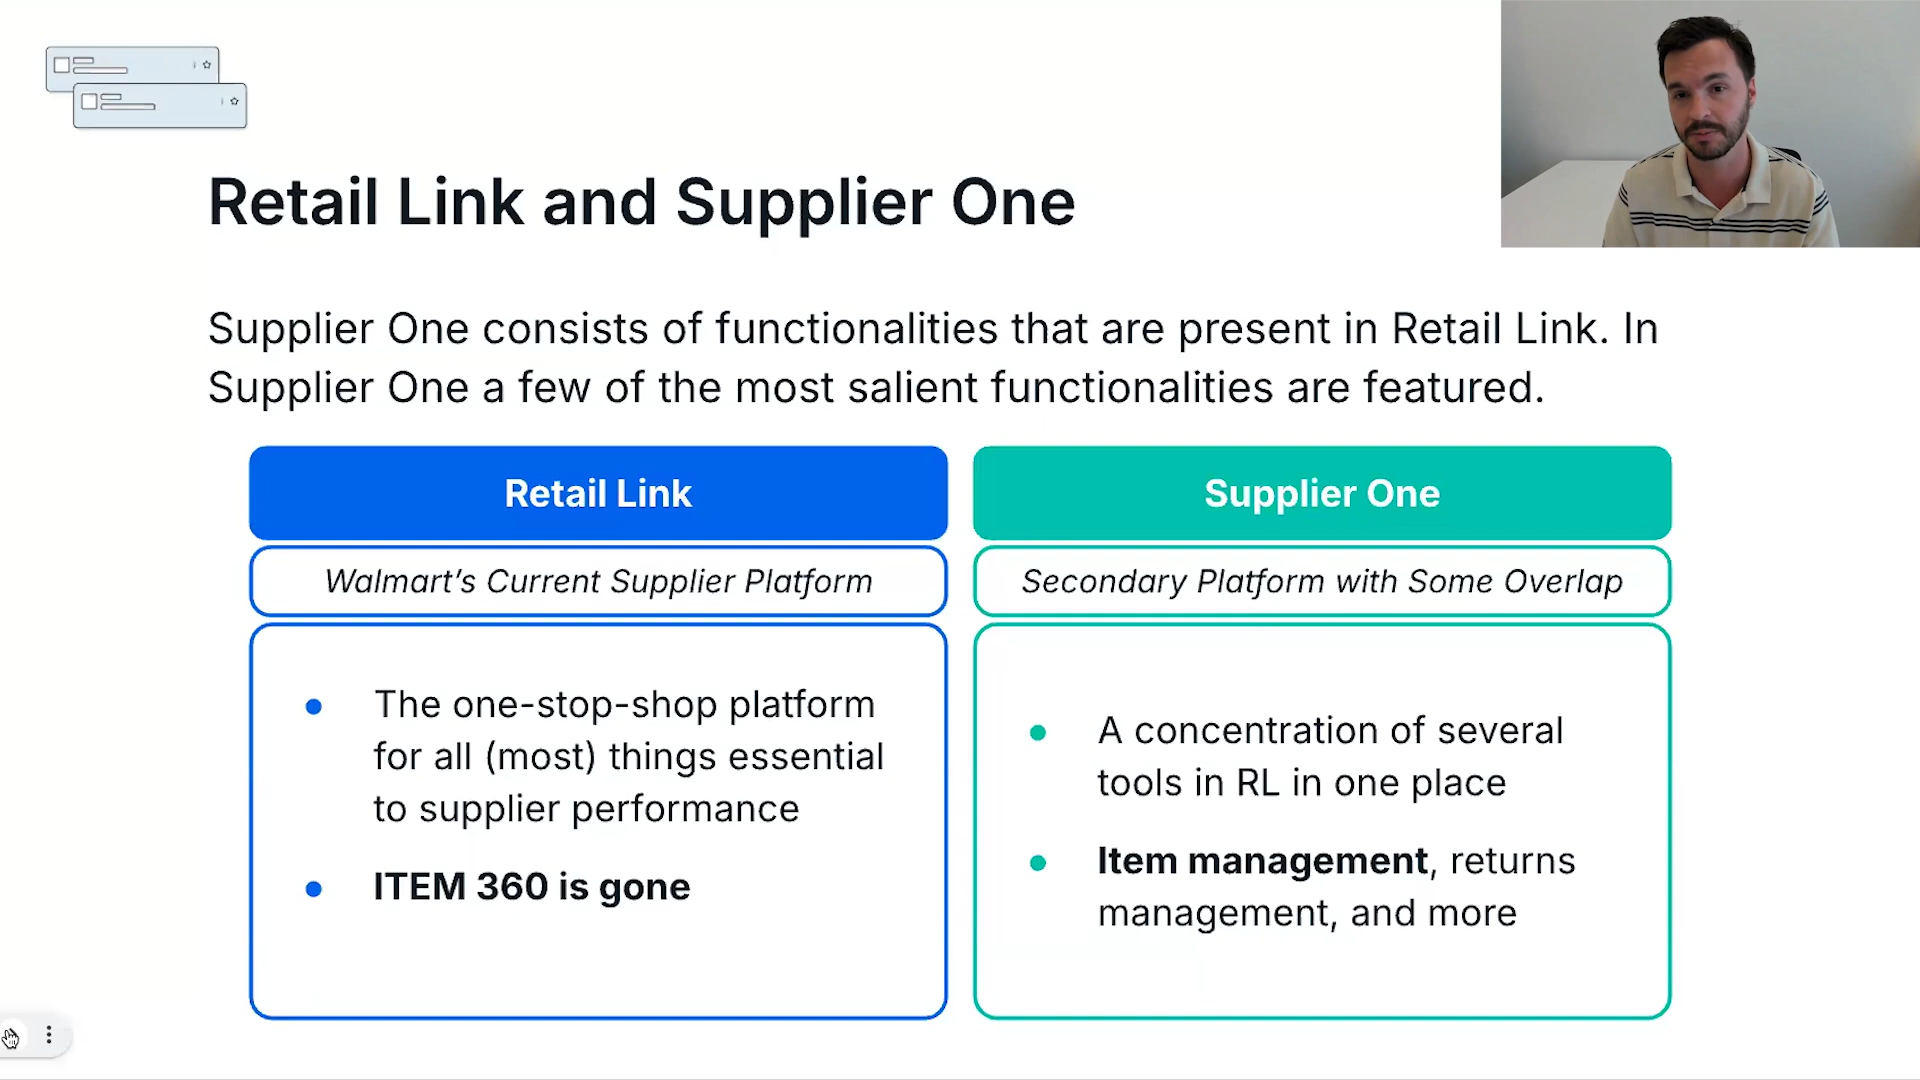 Retail Link and Supplier One
Supplier One consists of functionalities that are present in Retail Link. In
Supplier One a few of the most salient functionalities are featured.
Retail Link
Walmart's Current Supplier Platform
● The one-stop-shop platform
for all (most) things essential
to supplier performance
● ITEM 360 is gone
Supplier One
Secondary Platform with Some Overlap
● A concentration of several
tools in RL in one place
● Item management, returns
management, and more